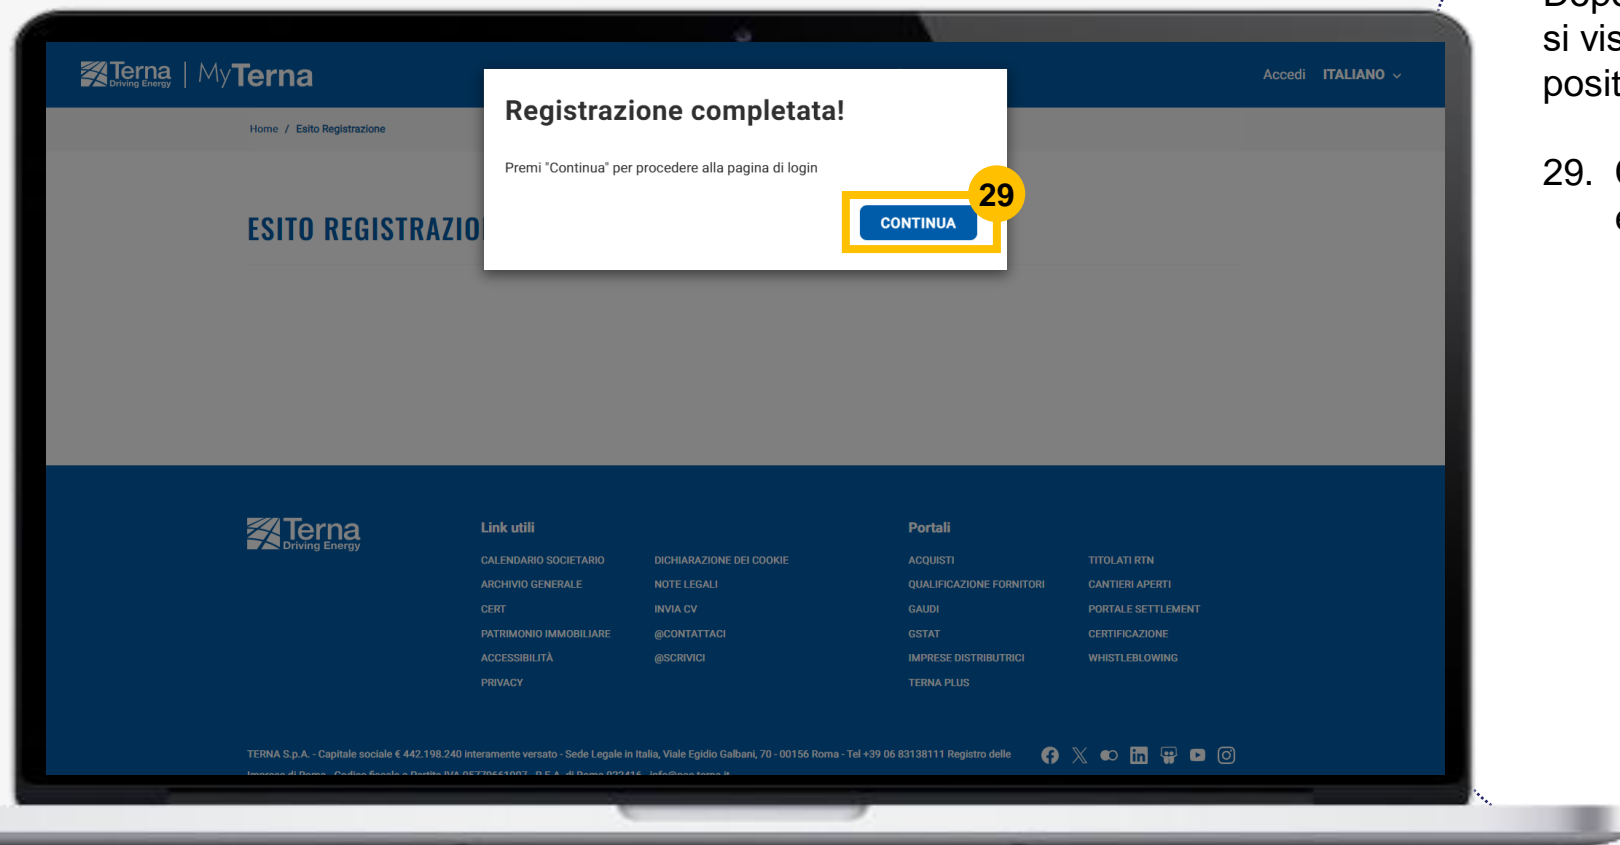 Terna
Driving Energy
MyTerna
Accedi ITALIANO
Home / Esito Registrazione
Registrazione completata!
Premi "Continua" per procedere alla pagina di login
29
CONTINUA
ESITO REGISTRAZIO
Terna
Driving Energy
Link utili
CALENDARIO SOCIETARIO
ARCHIVIO GENERALE
CERT
PATRIMONIO IMMOBILIARE
ACCESSIBILITÀ
PRIVACY
DICHIARAZIONE DEI COOKIE
NOTE LEGALI
INVIA CV
@CONTATTACI
@SCRIVICI
Portali
ACQUISTI
QUALIFICAZIONE FORNITORI
GAUDI
GSTAT
IMPRESE DISTRIBUTRICI
TERNA PLUS
TITOLATI RTN
CANTIERI APERTI
PORTALE SETTLEMENT
CERTIFICAZIONE
WHISTLEBLOWING
TERNA S.p.A. - Capitale sociale € 442.198.240 interamente versato - Sede Legale in Italia, Viale Egidio Galbani, 70 - 00156 Roma - Tel +39 06 83138111 Registro delle
si vis
posit
29.